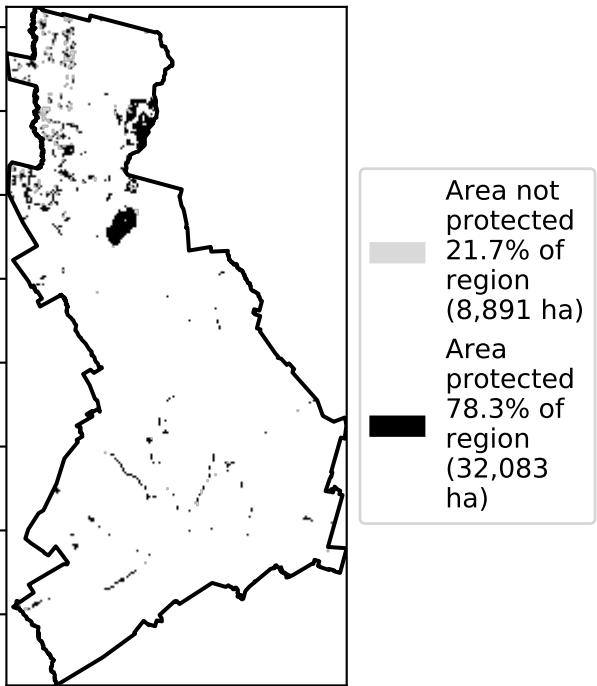 Area not
protected
21.7% of
region
(8,891 ha)
Area
protected
78.3% of
region
(32,083
ha)